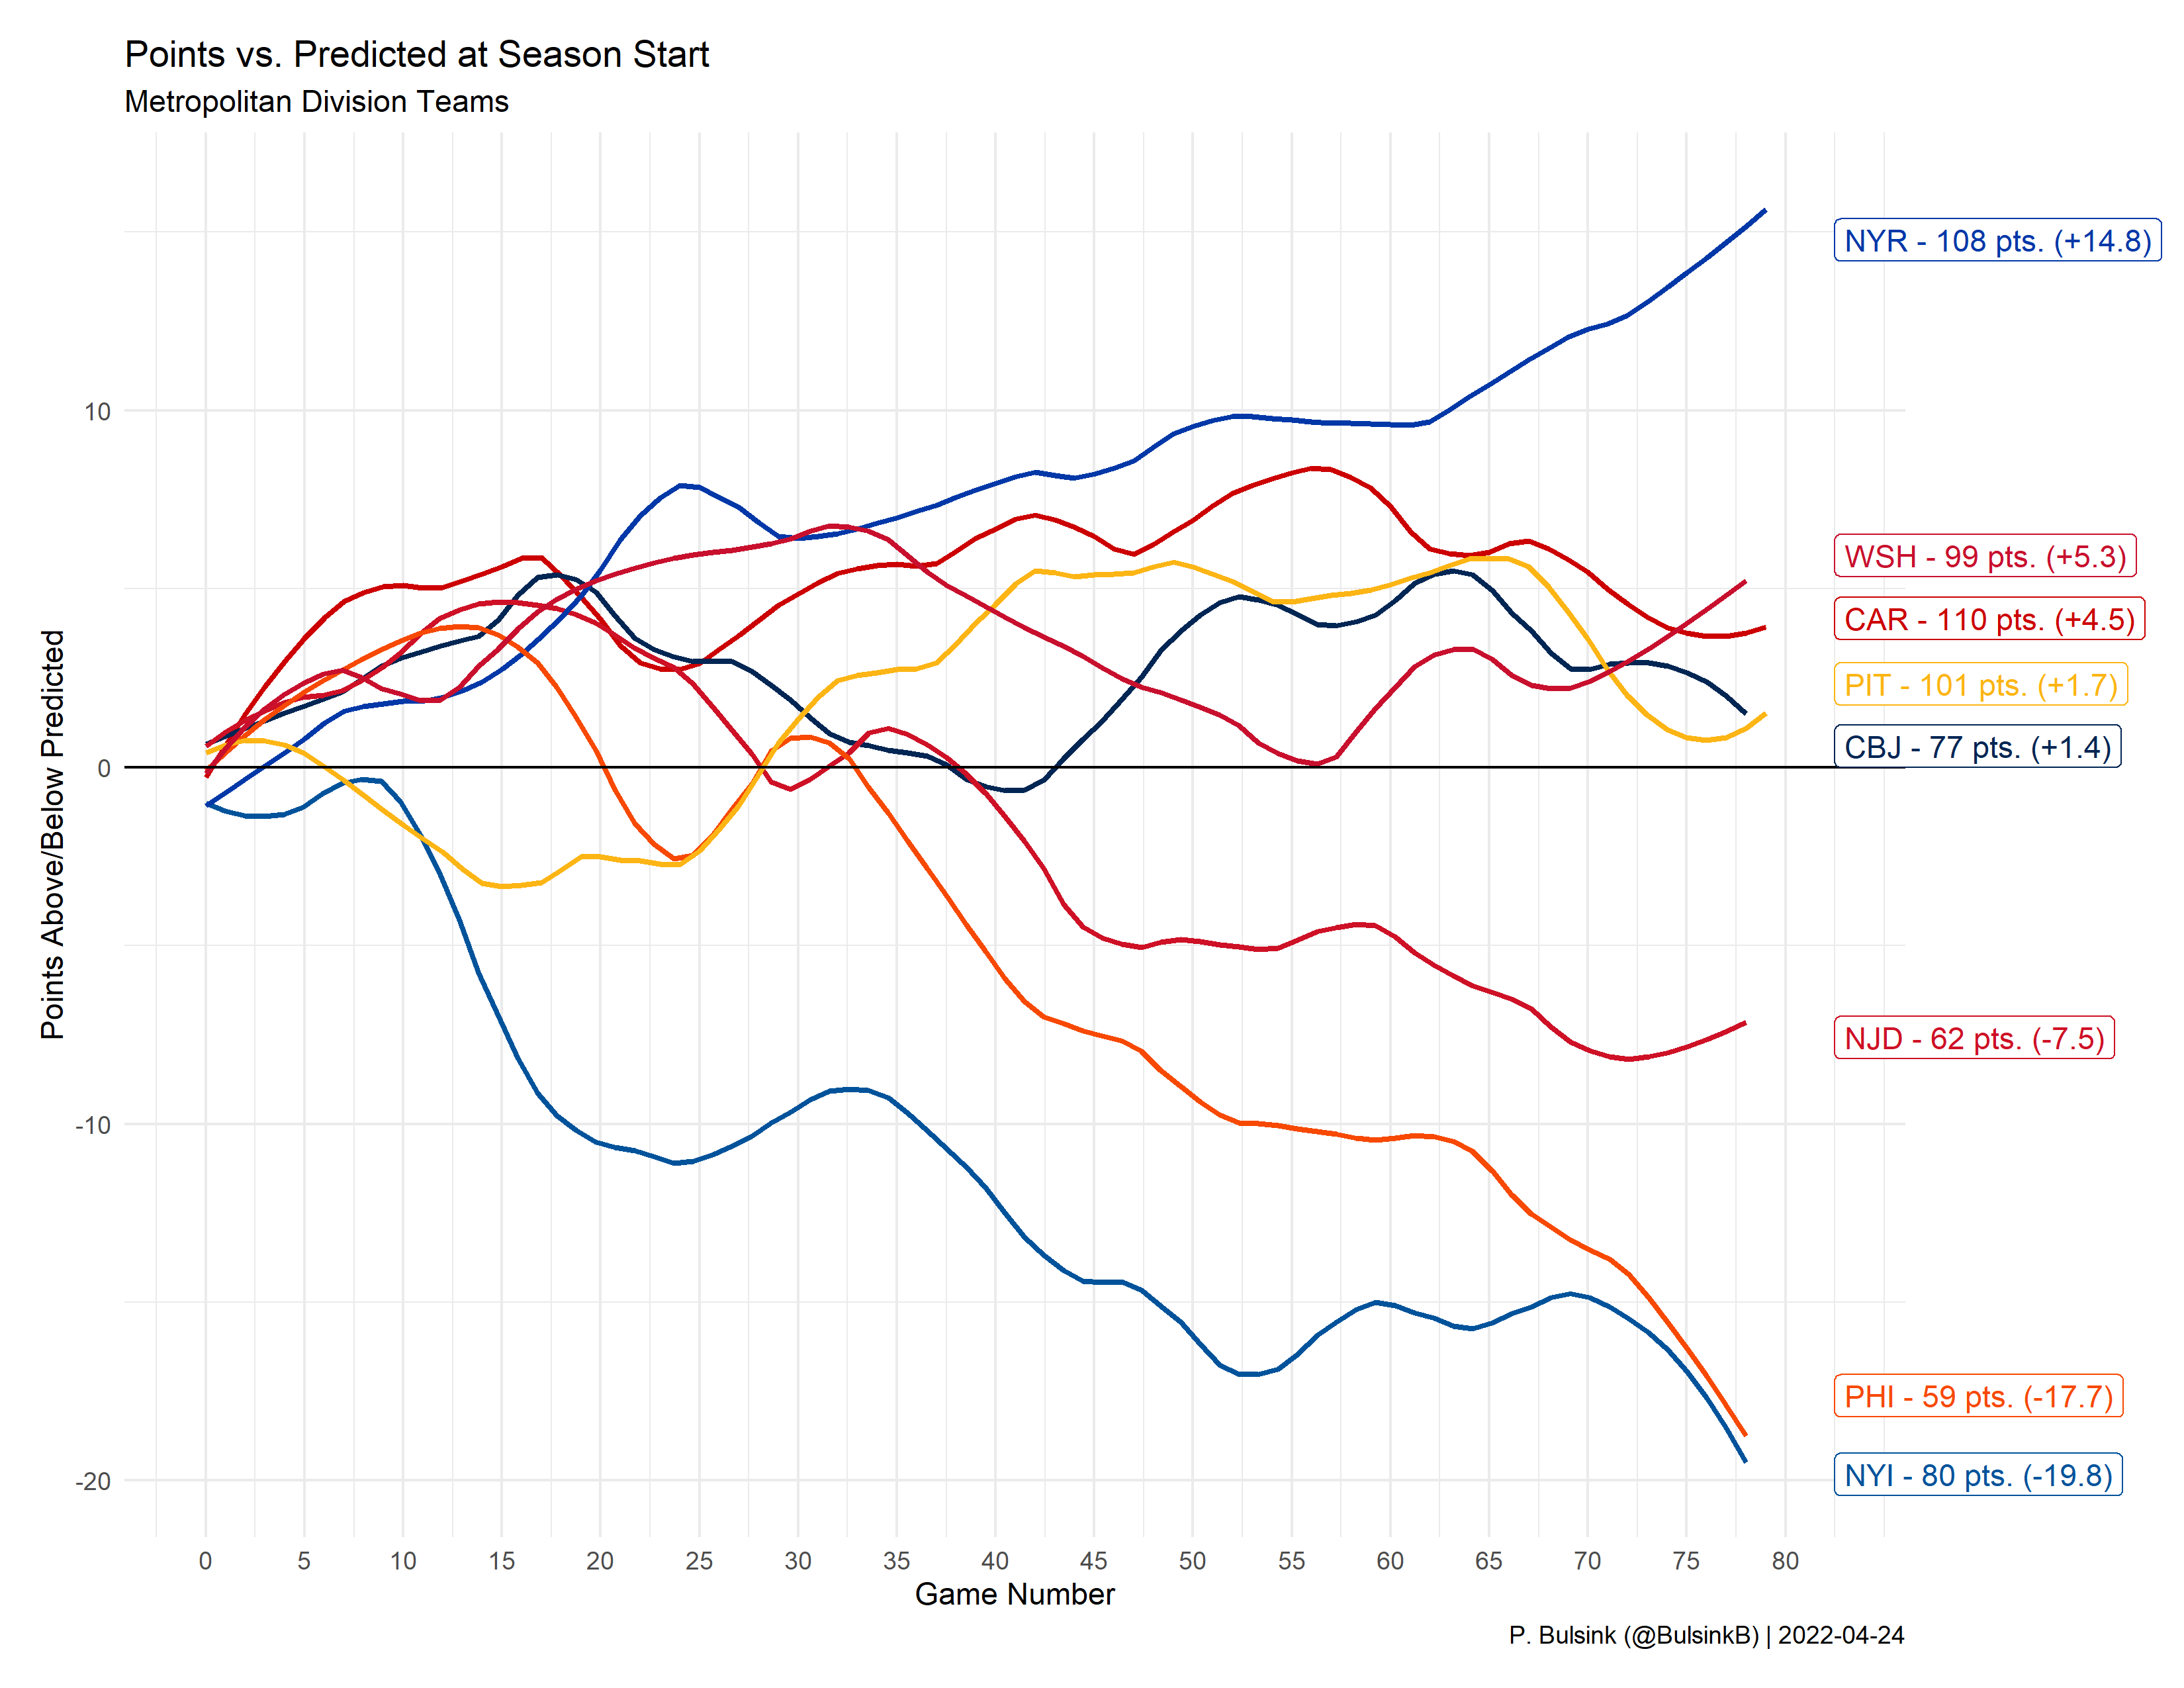 Points vs. Predicted at Season Start
Metropolitan Division Teams
Points Above/Below Predicted
10
0
-10
-20
NYR - 108 pts. (+14.8)
WSH - 99 pts. (+5.3)
CAR - 110 pts. (+4.5)
PIT - 101 pts. (+1.7)
CBJ - 77 pts. (+1.4)
NJD - 62 pts. (-7.5)
PHI - 59 pts. (-17.7)
NYI - 80 pts. (-19.8)
0 5 10 15 20 25 30 35 40 45 50 55 60 65 70 75 80
Game Number
P. Bulsink (@BulsinkB) | 2022-04-24